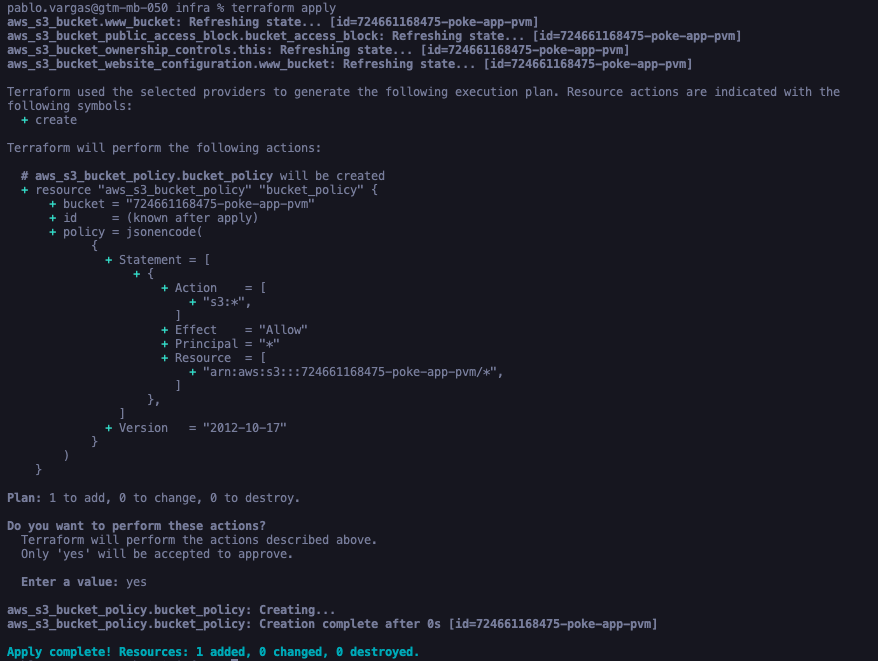 pablo.vargas@gtm-mb-050 infra % terraform apply
aws_s3_bucket.www_bucket: Refreshing state... [id=724661168475-poke-app-pvm]
aws_s3_bucket_public_access_block.bucket_access_block: Refreshing state... [id=724661168475-poke-app-pvm]
aws_s3_bucket_ownership_controls.this: Refreshing state... [id=724661168475-poke-app-pvm]
aws_s3_bucket_website_configuration.www_bucket: Refreshing state... [id=724661168475-poke-app-pvm]

Terraform used the selected providers to generate the following execution plan. Resource actions are indicated with the
following symbols:
  + create

Terraform will perform the following actions:

  # aws_s3_bucket_policy.bucket_policy will be created
  + resource "aws_s3_bucket_policy" "bucket_policy" {
      + bucket = "724661168475-poke-app-pvm"
      + id     = (known after apply)
      + policy = jsonencode(
            {
              + Statement = [
                  + {
                      + Action    = [
                          + "s3:*",
                        ]
                      + Effect    = "Allow"
                      + Principal = "*"
                      + Resource  = [
                          + "arn:aws:s3:::724661168475-poke-app-pvm/*",
                        ]
                    },
                ]
              + Version   = "2012-10-17"
            }
        )
    }

Plan: 1 to add, 0 to change, 0 to destroy.

Do you want to perform these actions?
  Terraform will perform the actions described above.
  Only 'yes' will be accepted to approve.

  Enter a value: yes

aws_s3_bucket_policy.bucket_policy: Creating...
aws_s3_bucket_policy.bucket_policy: Creation complete after 0s [id=724661168475-poke-app-pvm]

Apply complete! Resources: 1 added, 0 changed, 0 destroyed.